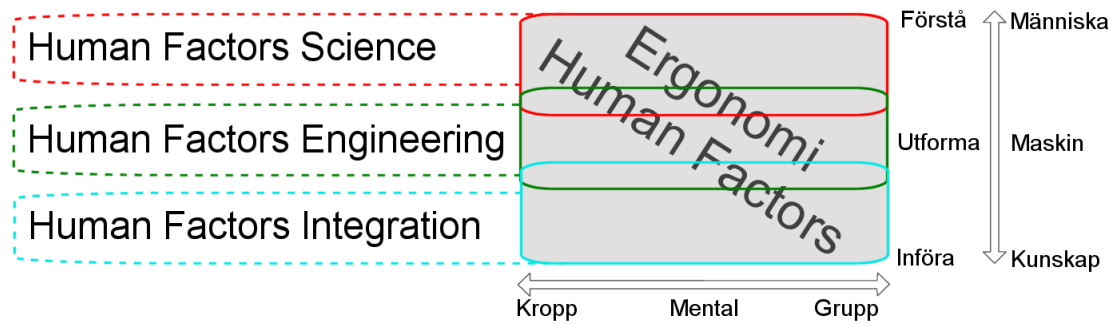 Human Factors Science
Human Factors Engineering
Human Factors Integration
Ergonomi
Human Factors
Förstå
Människa
Utforma
Maskin
Införa
Kunskap
Kropp
Mental
Grupp